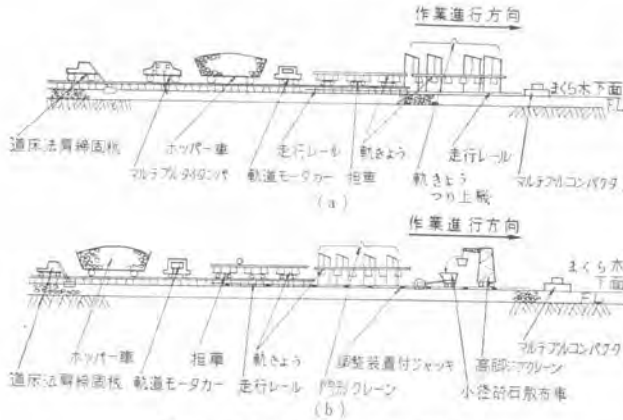 作業進行方向
まくら木下面
F.L
道床法肩締固機
マルチプルタイタンパ
ホッパー車
軌道モータカー
走行レール
担車
軌きょう
軌きょう
つり上機
走行レール
マルチプルコンパクタ
(a)
作業進行方向
まくら木
下面
F.L
道床法肩締固機
ホッパー車
軌道モータカー
担車
走行レール
軌きょう
門形クレーン
調整装置付ジャッキ
高脚クレーン
小径砕石散布車
マルチプルコンパクタ
(b)